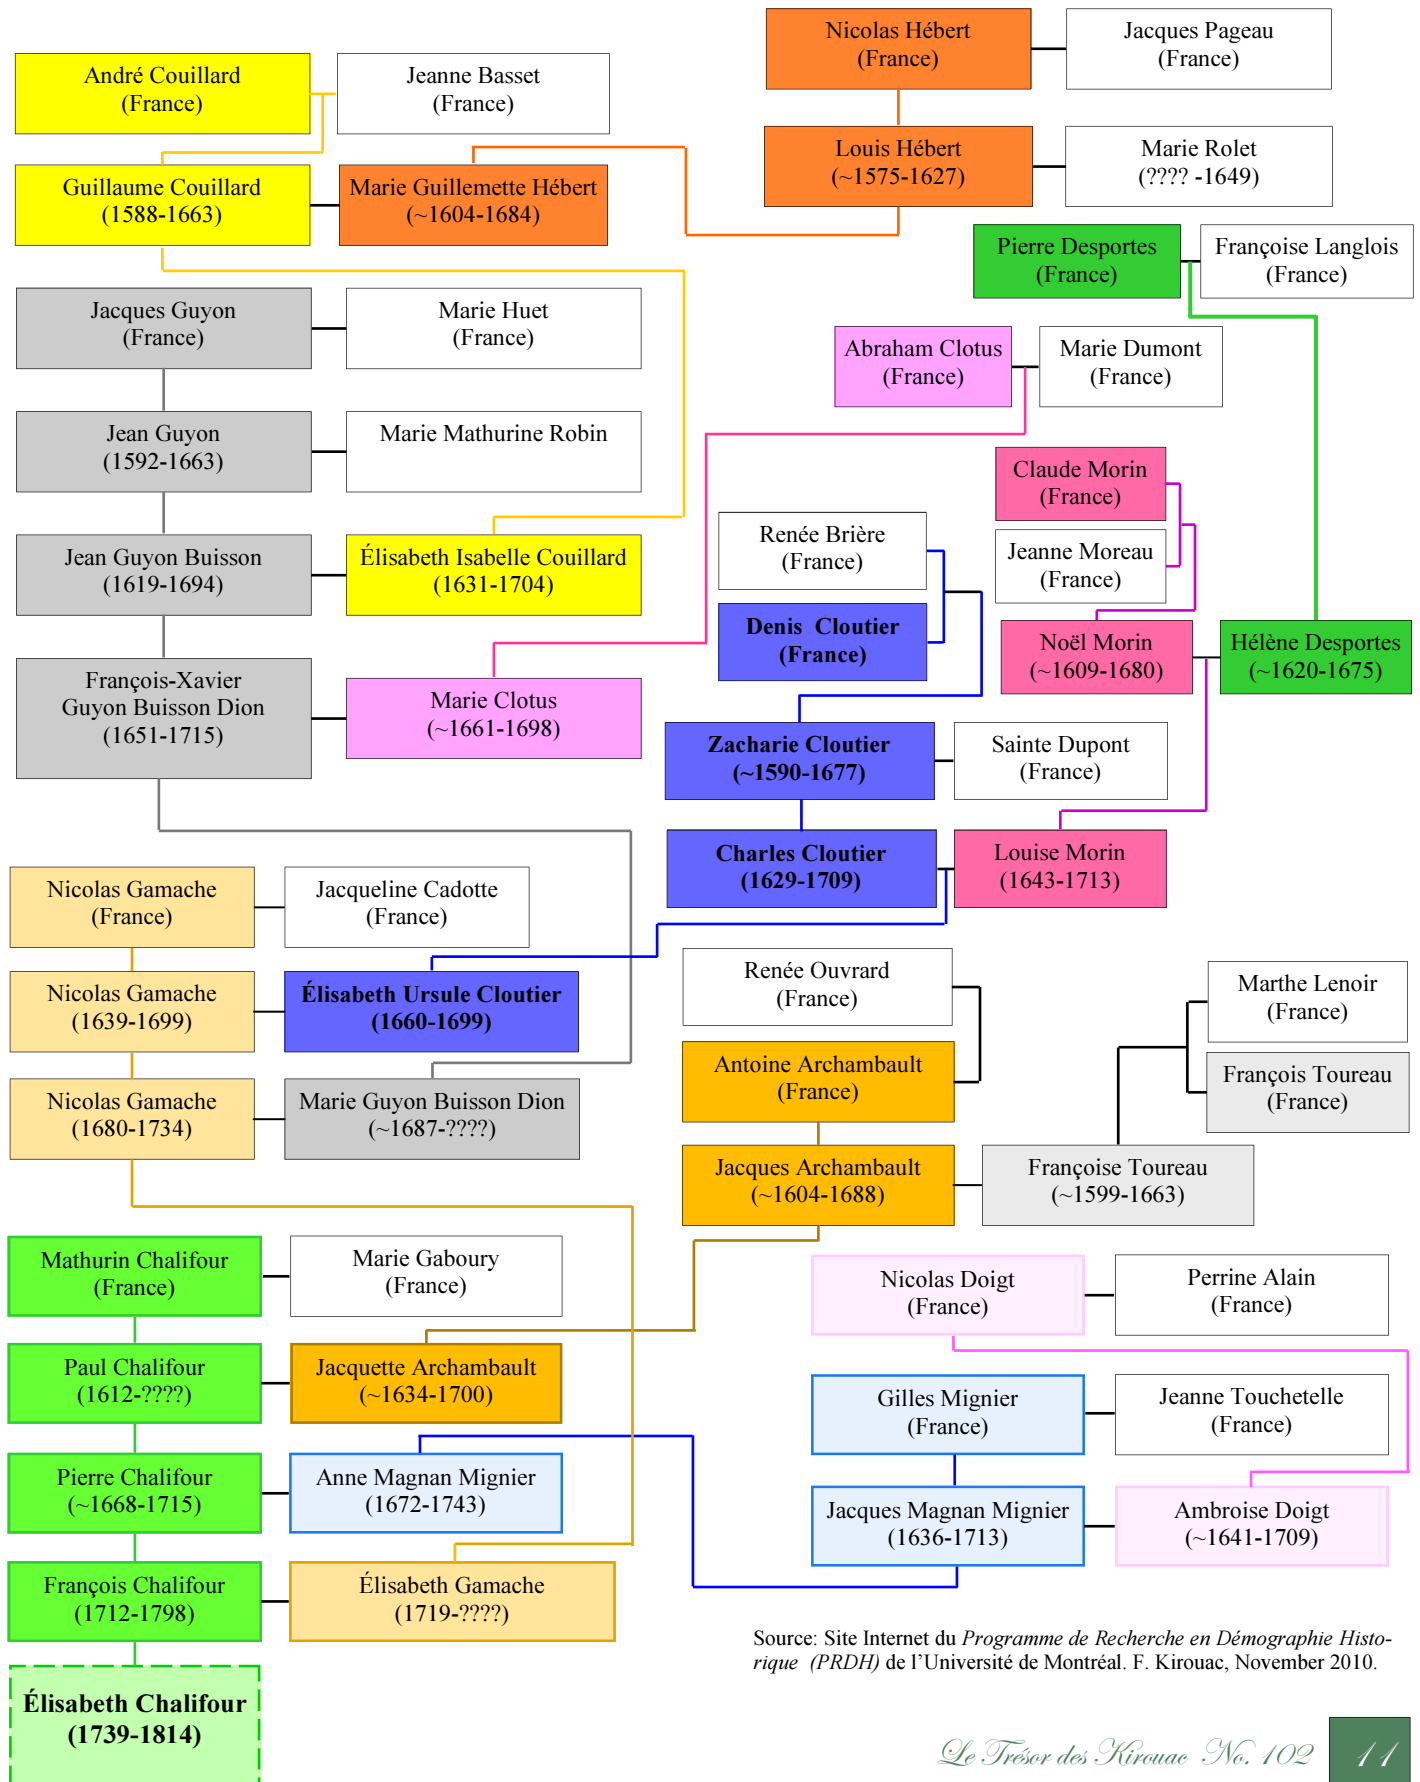 Nicolas Hébert
(France)
Jacques Pageau
(France)
André Couillard
(France)
Jeanne Basset
(France)
Louis Hébert
(~1575-1627)
Marie Rolet
(???? -1649)
Guillaume Couillard
(1588-1663)
Marie Guillemette Hébert
(~1604-1684)
Pierre Desportes
(France)
Françoise Langlois
(France)
Jacques Guyon
(France)
Marie Huet
(France)
Abraham Clotus
(France)
Marie Dumont
(France)
Jean Guyon
(1592-1663)
Marie Mathurine Robin
Claude Morin
(France)
Renée Brière
(France)
Jeanne Moreau
(France)
Jean Guyon Buisson
(1619-1694)
Élisabeth Isabelle Couillard
(1631-1704)
Denis  Cloutier
(France)
Noël Morin
(~1609-1680)
Hélène Desportes
(~1620-1675)
François-Xavier
Guyon Buisson Dion
(1651-1715)
Marie Clotus
(~1661-1698)
Zacharie Cloutier
(~1590-1677)
Sainte Dupont
(France)
Charles Cloutier
(1629-1709)
Louise Morin
(1643-1713)
Nicolas Gamache
(France)
Jacqueline Cadotte
(France)
Renée Ouvrard
(France)
Marthe Lenoir
(France)
Nicolas Gamache
(1639-1699)
Élisabeth Ursule Cloutier
(1660-1699)
Antoine Archambault
(France)
François Toureau
(France)
Nicolas Gamache
(1680-1734)
Marie Guyon Buisson Dion
(~1687-????)
Jacques Archambault
(~1604-1688)
Françoise Toureau
(~1599-1663)
Mathurin Chalifour
(France)
Marie Gaboury
(France)
Nicolas Doigt
(France)
Perrine Alain
(France)
Paul Chalifour
(1612-????)
Jacquette Archambault
(~1634-1700)
Gilles Mignier
(France)
Jeanne Touchetelle
(France)
Pierre Chalifour
(~1668-1715)
Anne Magnan Mignier
(1672-1743)
Jacques Magnan Mignier
(1636-1713)
Ambroise Doigt
(~1641-1709)
François Chalifour
(1712-1798)
Élisabeth Gamache
(1719-????)
Source: Site Internet du Programme de Recherche en Démographie Histo-
rique  (PRDH) de l'Université de Montréal. F. Kirouac, November 2010.
Élisabeth Chalifour
(1739-1814)
Le Trésor des Kirouac No. 102
11